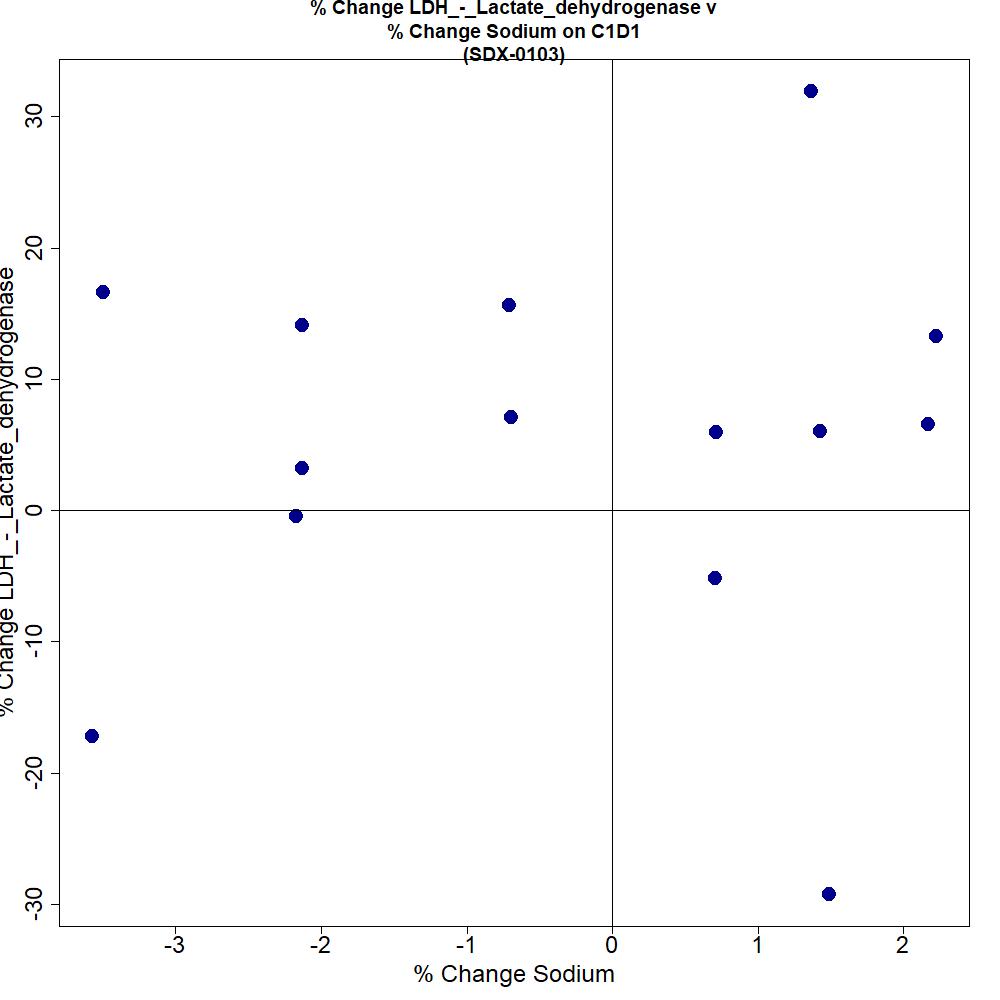 % Change LDH_-_Lactate_dehydrogenase v
% Change Sodium on C1D1
(SDX-0103)
% Change LDH_-_Lactate_dehydrogenase
30
20
10
0
-10
-20
-30
-3
-2
-1
0
1
2
% Change Sodium